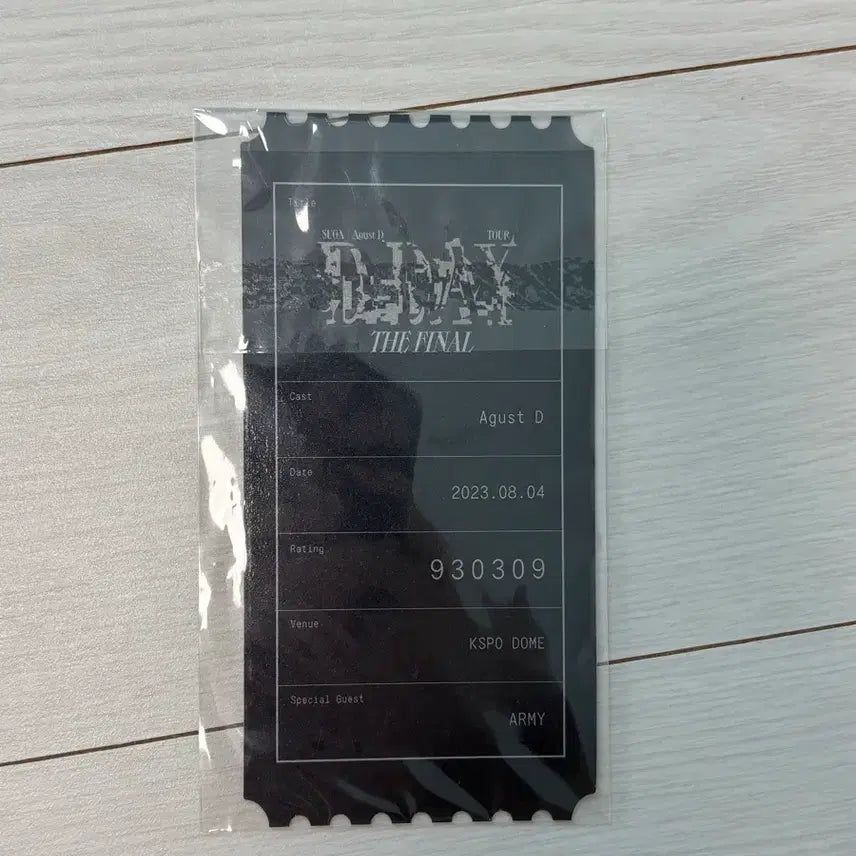 Title
SUGA Agust D TOUR
D-DAY
THE FINAL
Cast
Agust D
Date
2023.08.04
Rating
930309
Venue
KSPO DOME
Special Guest
ARMY